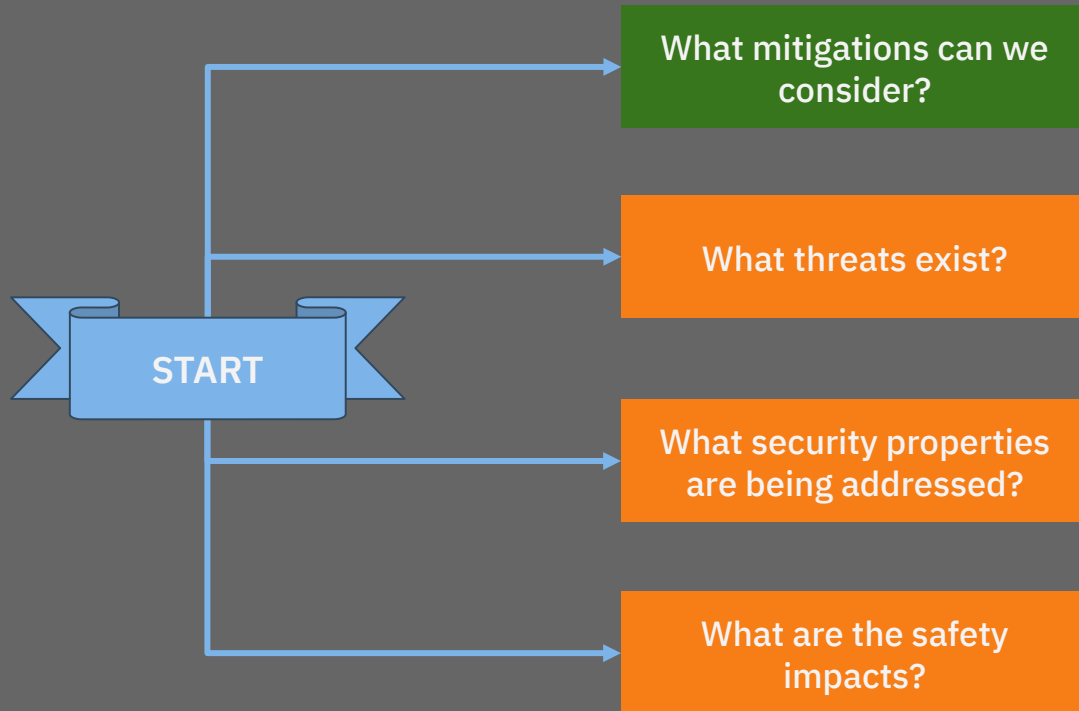 What mitigations can we
consider?
What threats exist?
START
What security properties
are being addressed?
What are the safety
impacts?